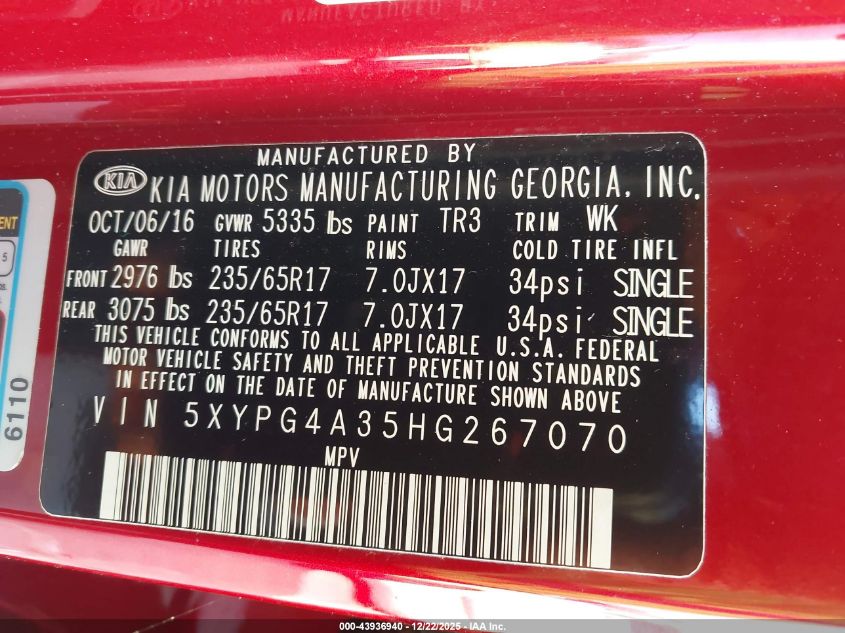 MANUFACTURED BY
KIA KIA MOTORS MANUFACTURING GEORGIA, INC.
OCT/06/16 GVWR 5335 lbs PAINT TR3 TRIM WK
GAWR TIRES RIMS COLD TIRE INFL
FRONT 2976 lbs 235/65R17 7.0JX17 34psi SINGLE
REAR 3075 lbs 235/65R17 7.0JX17 34psi SINGLE
THIS VEHICLE CONFORMS TO ALL APPLICABLE U.S.A. FEDERAL
MOTOR VEHICLE SAFETY AND THEFT PREVENTION STANDARDS
IN EFFECT ON THE DATE OF MANUFACTURE SHOWN ABOVE
VIN 5XYPG4A35HG267070
MPV
5
6110
000-43936940 - 12/22/2025 - IAA Inc.